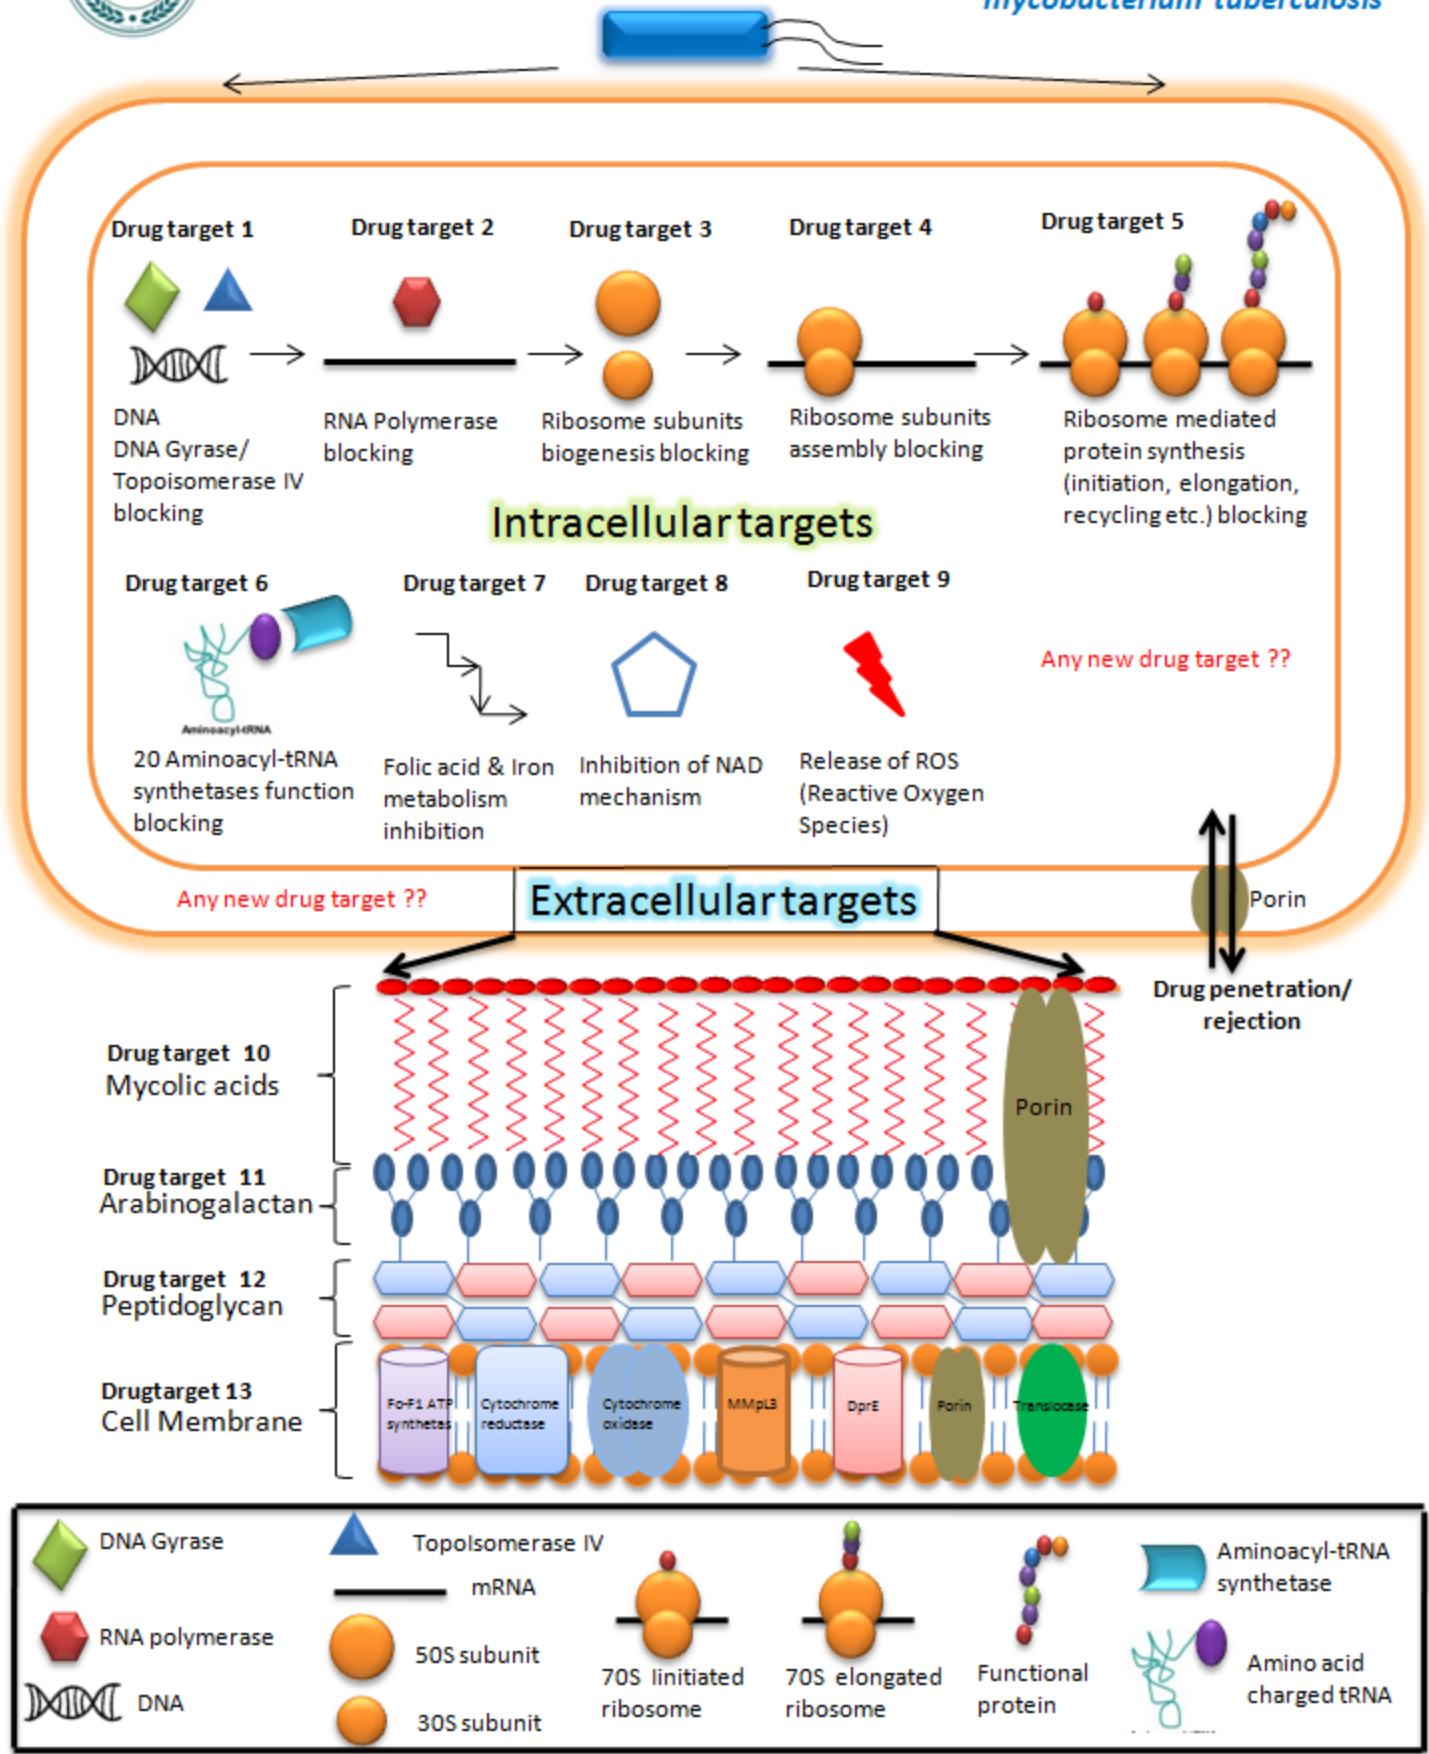 mycobacterium tuberculosis
Drug target 1
Drug target 2
Drug target 3
Drug target 4
Drug target 5
DNA
DNA Gyrase/
Topoisomerase IV
blocking
RNA Polymerase
blocking
Ribosome subunits
biogenesis blocking
Ribosome subunits
assembly blocking
Ribosome mediated
protein synthesis
(initiation, elongation,
recycling etc.) blocking
Intracellular targets
Drug target 6
Drug target 7
Drug target 8
Drug target 9
Any new drug target ??
Aminoacyl-tRNA
20 Aminoacyl-tRNA
synthetases function
blocking
Folic acid & Iron
metabolism
inhibition
Inhibition of NAD
mechanism
Release of ROS
(Reactive Oxygen
Species)
Any new drug target ??
Extracellular targets
Porin
Drug penetration/
rejection
Drug target 10
Mycolic acids
Porin
Drug target 11
Arabinogalactan
Drug target 12
Peptidoglycan
Drugtarget 13
Cell Membrane
Fo-F1 ATP
synthetas
Cytochrome
reductase
Cytochrome
oxidase
MMpL3
DprE
Porin
Translocase
DNA Gyrase
TopoIsomerase IV
mRNA
RNA polymerase
50S subunit
DNA
30S subunit
70S Iinitiated
ribosome
70S elongated
ribosome
Functional
protein
Aminoacyl-tRNA
synthetase
Amino acid
charged tRNA